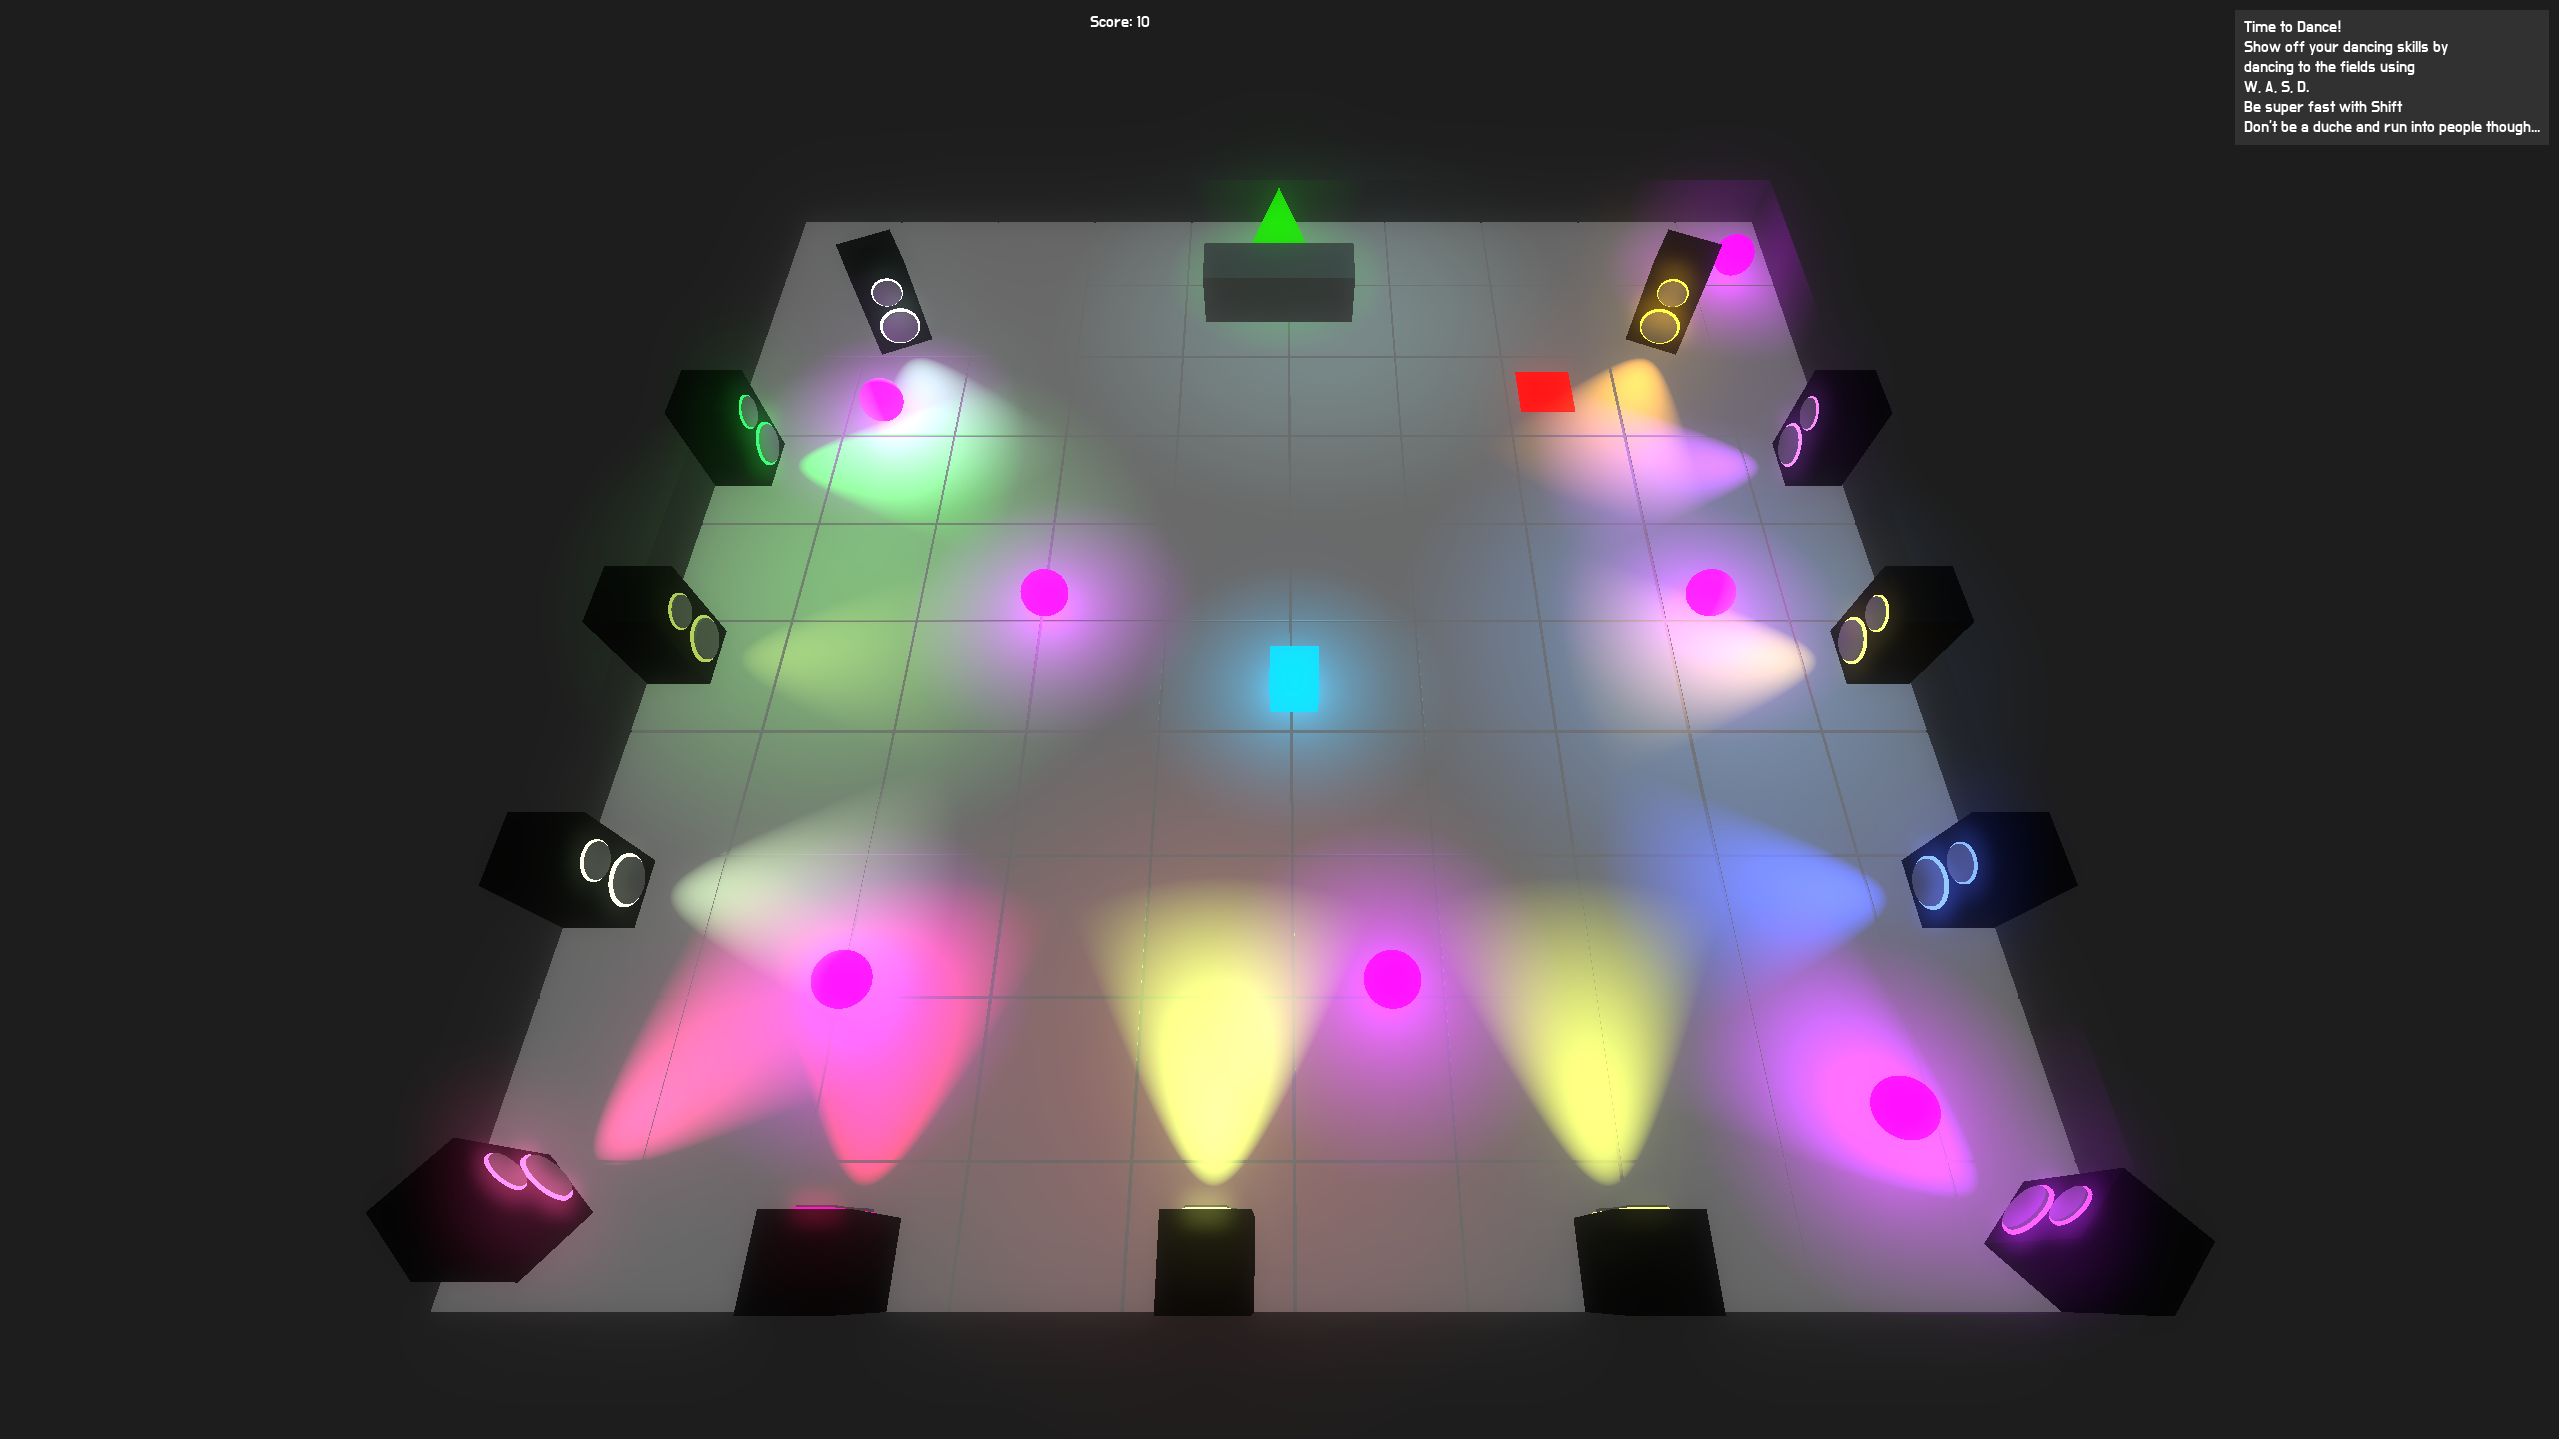 Score: 10
Time to Dance!
Show off your dancing skills by
dancing to the fields using
W, A, S, D.
Be super fast with Shift
Don't be a duche and run into people though...